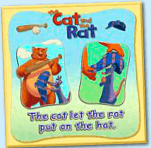 The Cat and the Rat
The cat let the rat
put on the hat.